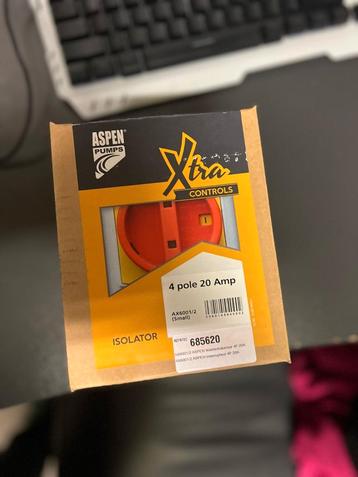 ASPEN
PUMPS
Xtra
CONTROLS
I
4 pole 20 Amp
AX6001/2
(Small)
ISOLATOR
685620